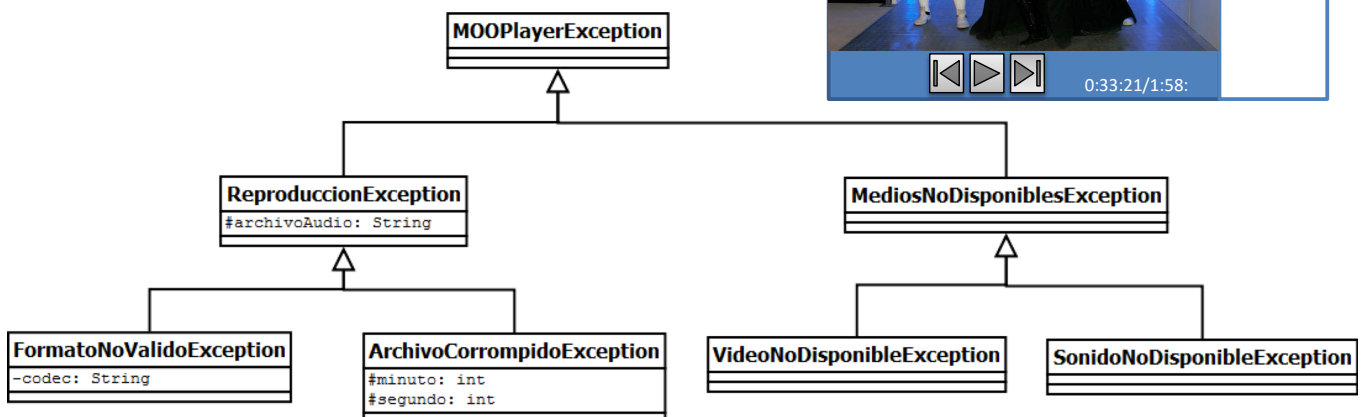 MOOPlayerException
0:33:21/1:58:
ReproduccionException
#archivoAudio: String
MediosNoDisponiblesException
FormatoNoValidoException
-codec: String
ArchivoCorrompidoException
#minuto: int
#segundo: int
VideoNoDisponibleException
SonidoNoDisponibleException